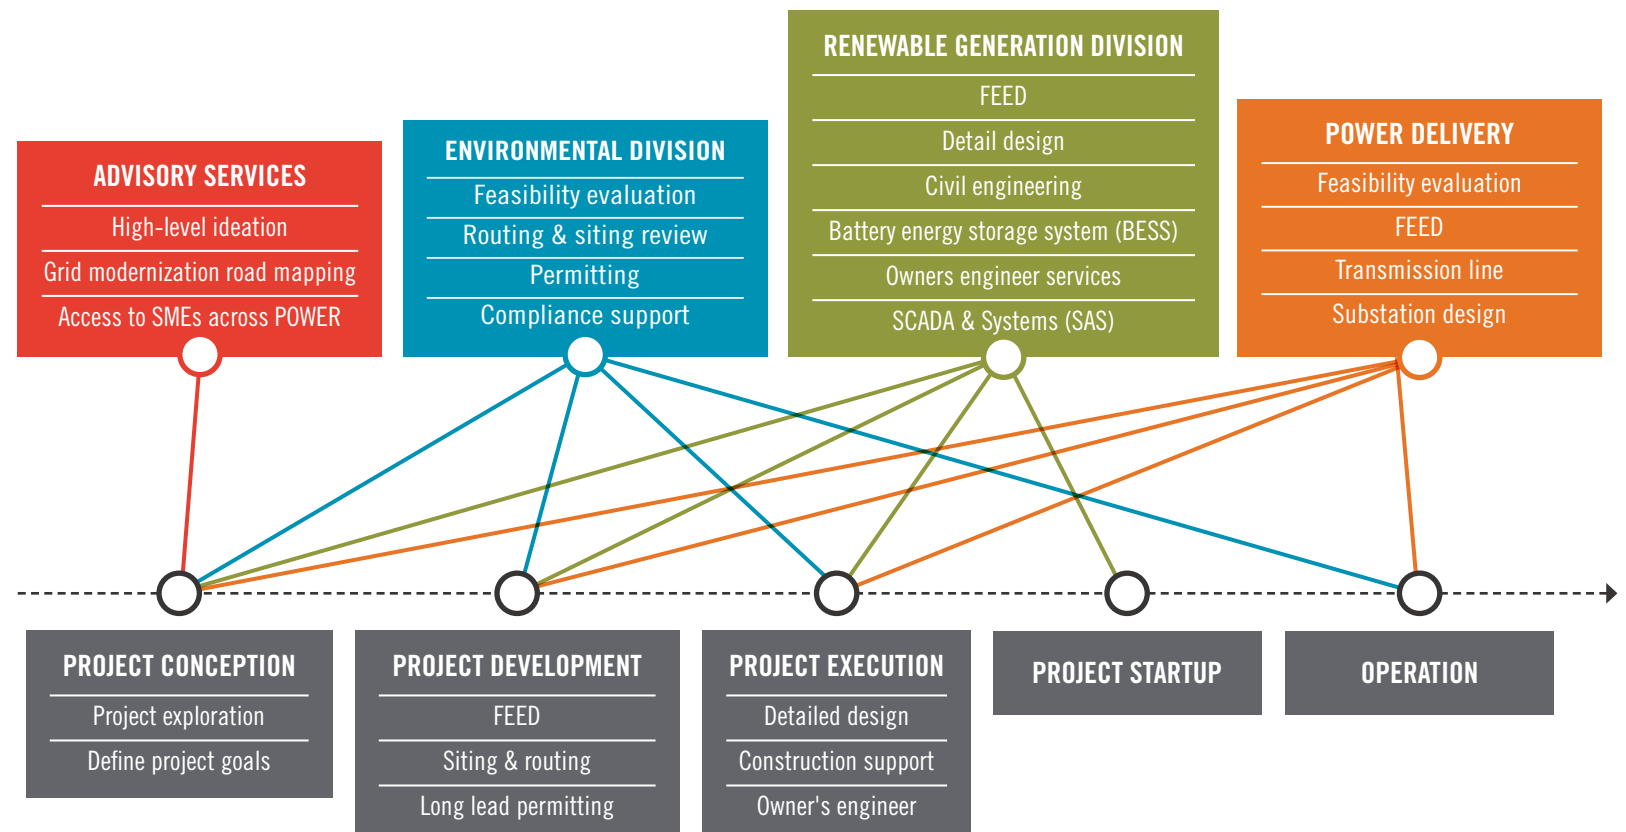 ADVISORY SERVICES
High-level ideation
Grid modernization road mapping
Access to SMEs across POWER
ENVIRONMENTAL DIVISION
Feasibility evaluation
Routing & siting review
Permitting
Compliance support
RENEWABLE GENERATION DIVISION
FEED
Detail design
Civil engineering
Battery energy storage system (BESS)
Owners engineer services
SCADA & Systems (SAS)
POWER DELIVERY
Feasibility evaluation
FEED
Transmission line
Substation design
PROJECT CONCEPTION
Project exploration
Define project goals
PROJECT DEVELOPMENT
FEED
Siting & routing
Long lead permitting
PROJECT EXECUTION
Detailed design
Construction support
Owner's engineer
PROJECT STARTUP
OPERATION